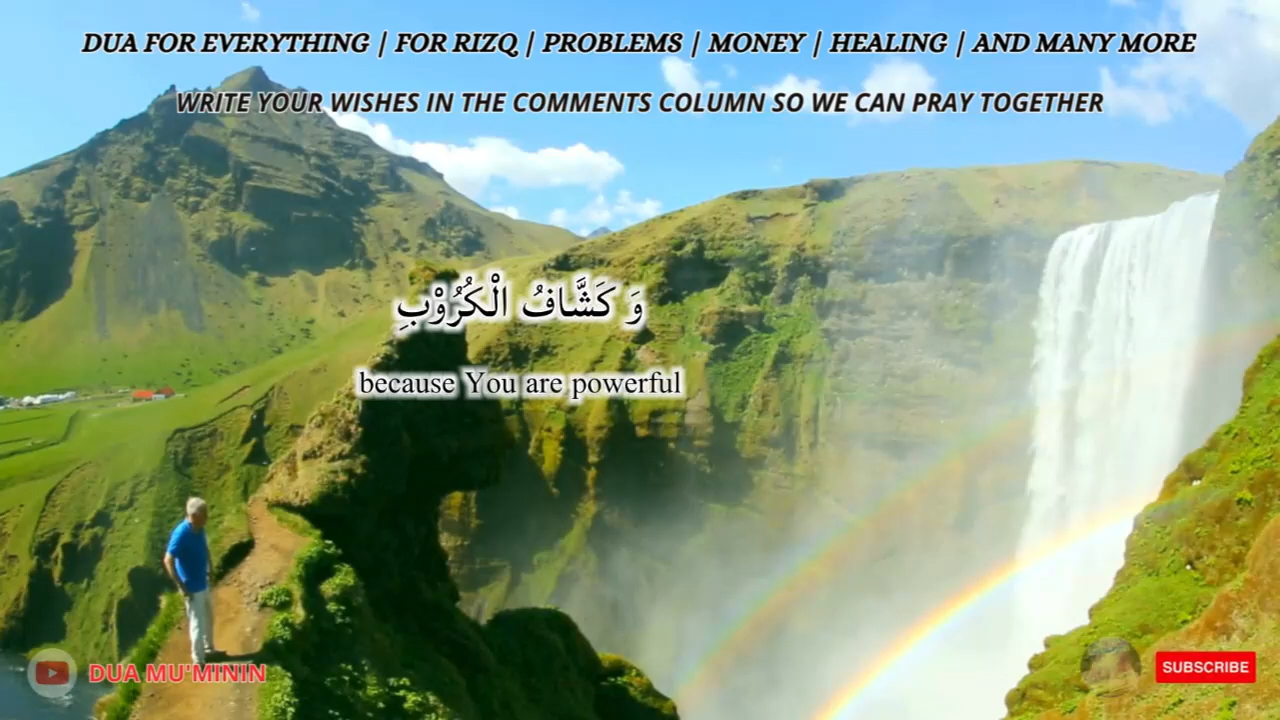 DUA FOR EVERYTHING | FOR RIZQ | PROBLEMS | MONEY | HEALING | AND MANY MORE
WRITE YOUR WISHES IN THE COMMENTS COLUMN SO WE CAN PRAY TOGETHER
وَ كَشَّافُ الْكُرُوْبِ
because You are powerful
DUA MU'MININ
SUBSCRIBE